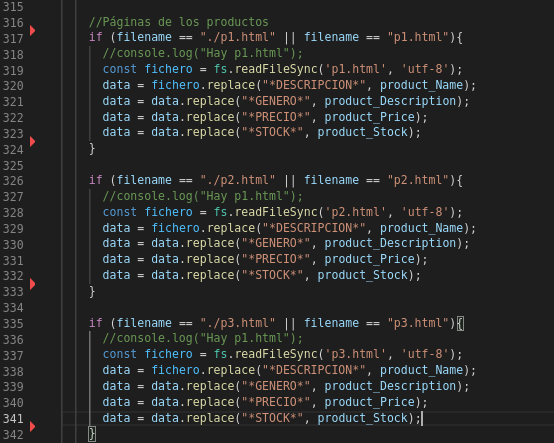 315
316 //Páginas de los productos
317 if (filename == "./p1.html" || filename == "p1.html"){
318 //console.log("Hay p1.html");
319 const fichero = fs.readFileSync('p1.html', 'utf-8');
320 data = fichero.replace("*DESCRIPCION*", product_Name);
321 data = data.replace("*GENERO*", product_Description);
322 data = data.replace("*PRECIO*", product_Price);
323 data = data.replace("*STOCK*", product_Stock);
324 }
325
326 if (filename == "./p2.html" || filename == "p2.html"){
327 //console.log("Hay p1.html");
328 const fichero = fs.readFileSync('p2.html', 'utf-8');
329 data = fichero.replace("*DESCRIPCION*", product_Name);
330 data = data.replace("*GENERO*", product_Description);
331 data = data.replace("*PRECIO*", product_Price);
332 data = data.replace("*STOCK*", product_Stock);
333 }
334
335 if (filename == "./p3.html" || filename == "p3.html"){
336 //console.log("Hay p1.html");
337 const fichero = fs.readFileSync('p3.html', 'utf-8');
338 data = fichero.replace("*DESCRIPCION*", product_Name);
339 data = data.replace("*GENERO*", product_Description);
340 data = data.replace("*PRECIO*", product_Price);
341 data = data.replace("*STOCK*", product_Stock);
342 }